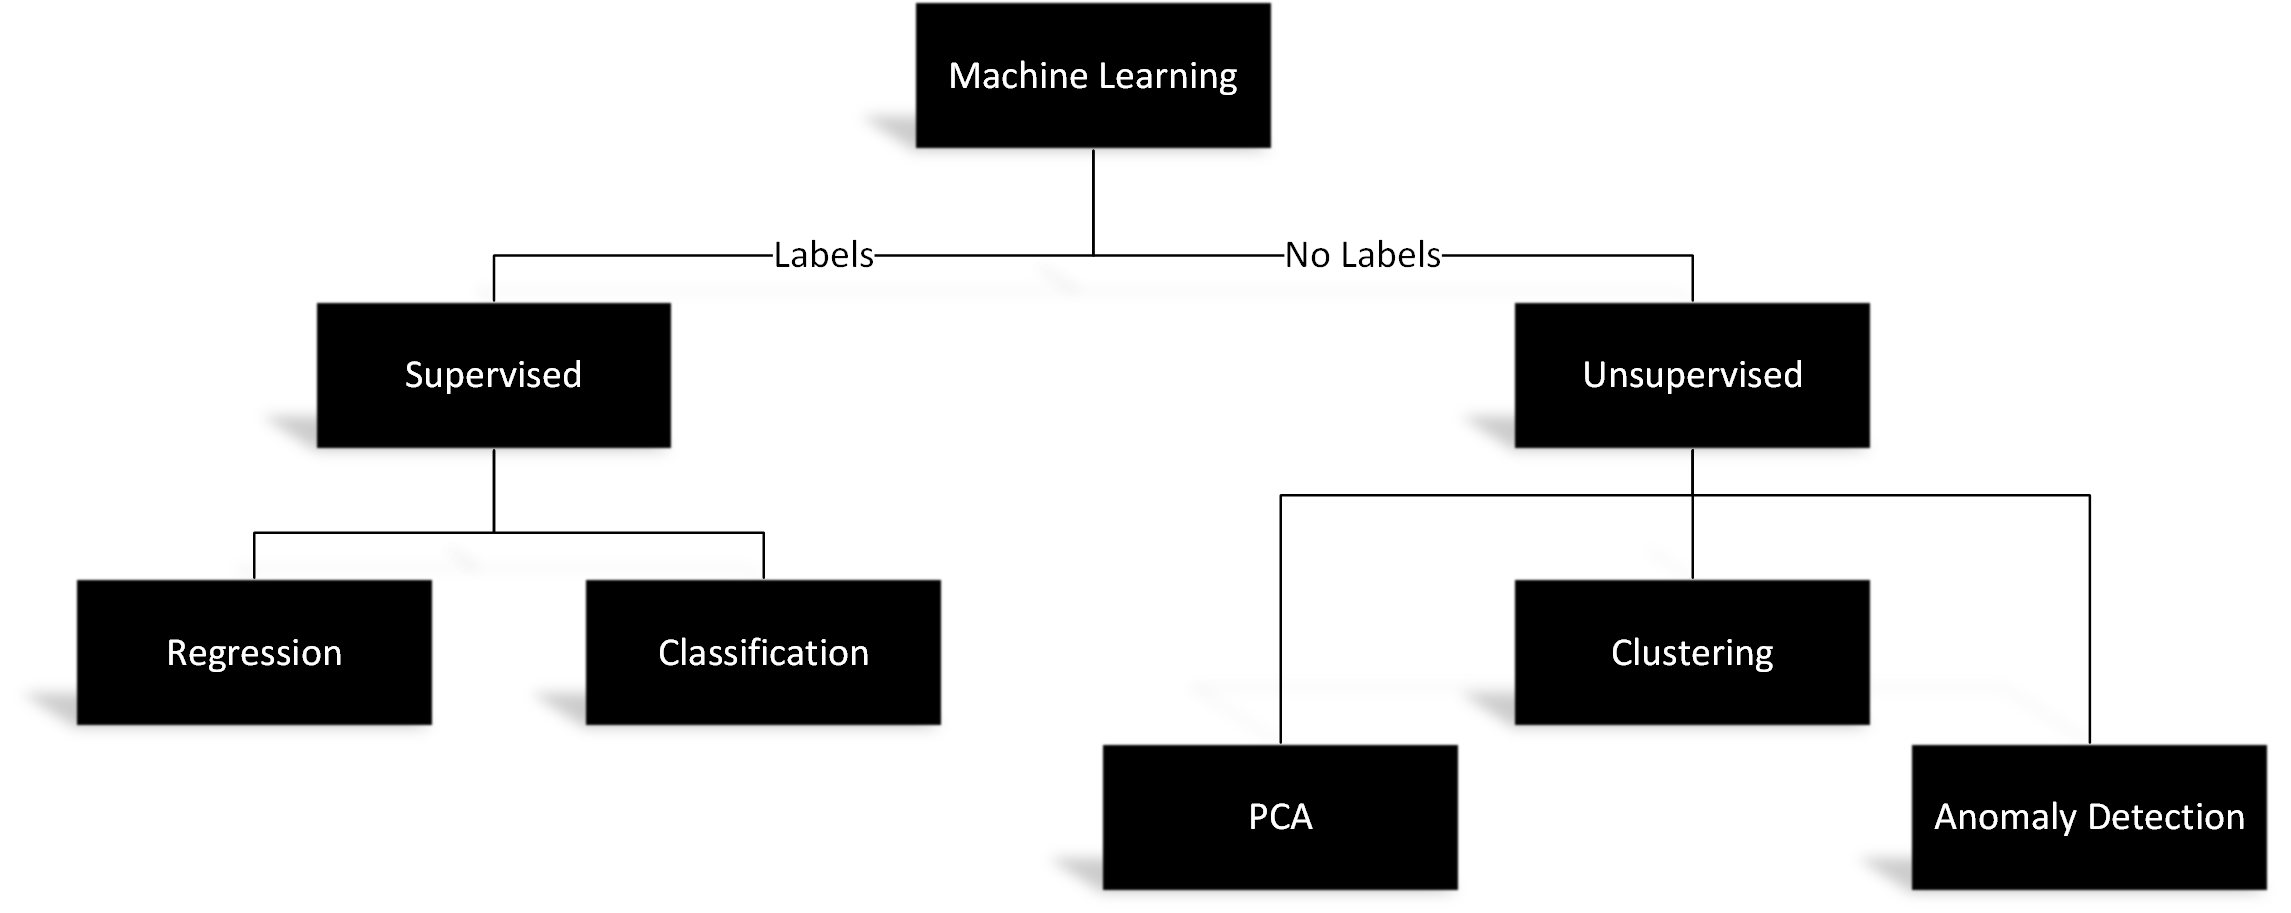 Machine Learning
Labels
No Labels
Supervised
Unsupervised
Regression
Classification
Clustering
PCA
Anomaly Detection